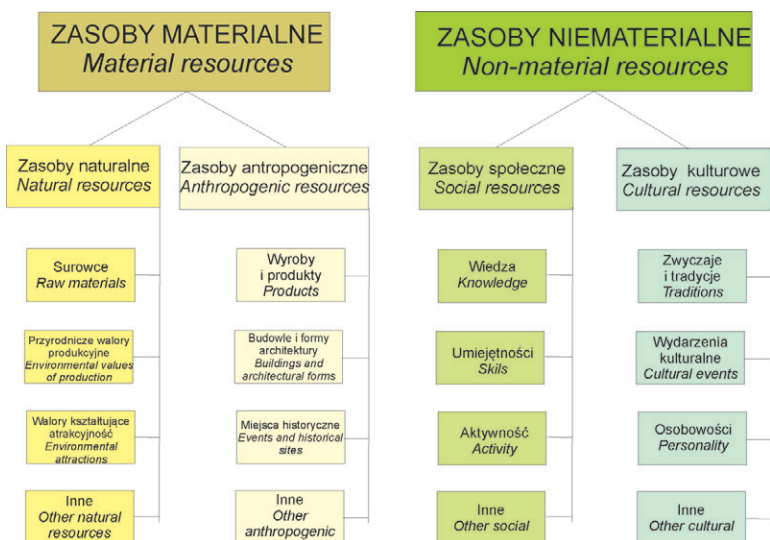 ZASOBY MATERIALNE
Material resources
ZASOBY NIEMATERIALNE
Non-material resources
Zasoby naturalne
Natural resources
Zasoby antropogeniczne
Anthropogenic resources
Zasoby społeczne
Social resources
Zasoby kulturowe
Cultural resources
Surowce
Raw materials
Przyrodnicze walory
produkcyjne
Environmental values
of production
Walory kształtujące
atrakcyjność
Environmental
attractions
Inne
Other natural
resources
Wyroby
i produkty
Products
Budowle i formy
architektury
Buildings and
architectural forms
Miejsca historyczne
Events and historical
sites
Inne
Other
anthropogenic
Wiedza
Knowledge
Umiejętności
Skils
Aktywność
Activity
Inne
Other social
Zwyczaje
i tradycje
Traditions
Wydarzenia
kulturalne
Cultural events
Osobowości
Personality
Inne
Other cultural